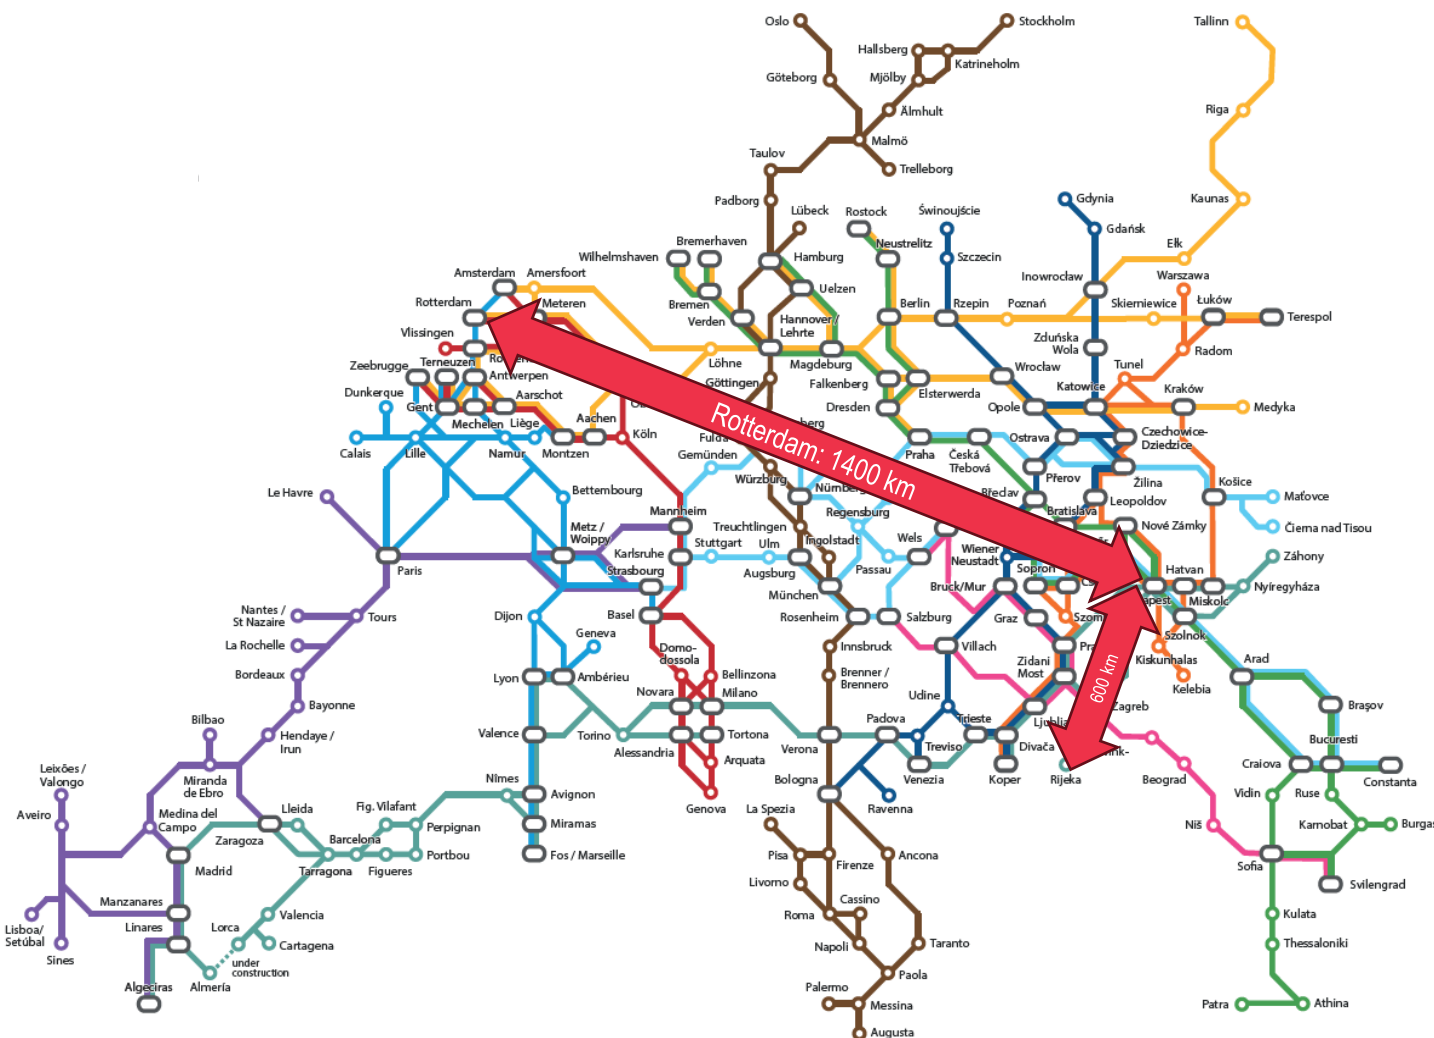 Oslo
Stockholm
Tallinn
Hallsberg
Katrineholm
Göteborg
Mjölby
Älmhult
Riga
Malmö
Taulov
Trelleborg
Padborg
Lübeck
Rostock
Świnoujście
Gdynia
Kaunas
Gdańsk
Bremerhaven
Neustrelitz
Ełk
Wilhelmshaven
Hamburg
Szczecin
Amsterdam
Amersfoort
Inowrocław
Warszawa
Uelzen
Rotterdam
Meteren
Bremen
Berlin
Rzepin
Poznań
Skierniewice
Łuków
Terespol
Verden
Hannover /
Lehrte
Vlissingen
Zduńska
Wola
Radom
Zeebrugge
Terneuzen
Löhne
Magdeburg
Tunel
Antwerpen
Göttingen
Falkenberg
Wrocław
Katowice
Kraków
Dunkerque
Elsterwerda
Gent
Aarschot
Dresden
Opole
Medyka
Mechelen
Liège
Aachen
Rotterdam: 1400 km
Calais
Lille
Namur
Montzen
Köln
Fulda
Praha
Česká
Třebová
Ostrava
Czechowice-
Dziedzice
Gemünden
Würzburg
Přerov
Žilina
Košice
Maťovce
Le Havre
Bettembourg
Nürnberg
Břeclav
Leopoldov
Mannheim
Regensburg
Bratislava
Čierna nad Tisou
Metz /
Woippy
Treuchtlingen
Ulm
Ingolstadt
Wels
Nové Zámky
Paris
Karlsruhe
Stuttgart
Augsburg
Passau
Wiener
Neustadt
Sopron
Hatvan
Záhony
Strasbourg
München
Bruck/Mur
Miskolc
Nyíregyháza
Nantes /
St Nazaire
Tours
Dijon
Basel
Rosenheim
Salzburg
Graz
Szolnok
La Rochelle
Geneva
Domo-
dossola
Innsbruck
Villach
Kiskunhalas
Arad
Bordeaux
Lyon
Ambérieu
Bellinzona
Brenner /
Brennero
Zidani
Most
600 km
Kelebia
Bayonne
Novara
Milano
Udine
Zagreb
Braşov
Bilbao
Hendaye /
Irun
Valence
Torino
Alessandria
Tortona
Verona
Padova
Trieste
Treviso
Divača
Bucuresti
Leixões /
Valongo
Miranda
de Ebro
Nîmes
Arquata
Bologna
Venezia
Koper
Rijeka
Beograd
Craiova
Constanta
Aveiro
Medina del
Campo
Lleida
Fig. Vilafant
Avignon
Genova
Ravenna
Vidin
Ruse
Zaragoza
Barcelona
Perpignan
Miramas
La Spezia
Niš
Karnobat
Burgas
Madrid
Tarragona
Figueres
Portbou
Fos / Marseille
Pisa
Firenze
Ancona
Sofia
Svilengrad
Livorno
Manzanares
Cassino
Lisboa/
Setúbal
Linares
Lorca
Valencia
Roma
Kulata
Cartagena
Napoli
Taranto
Thessaloniki
Sines
under
construction
Algeciras
Almería
Paola
Palermo
Messina
Patra
Athina
Augusta